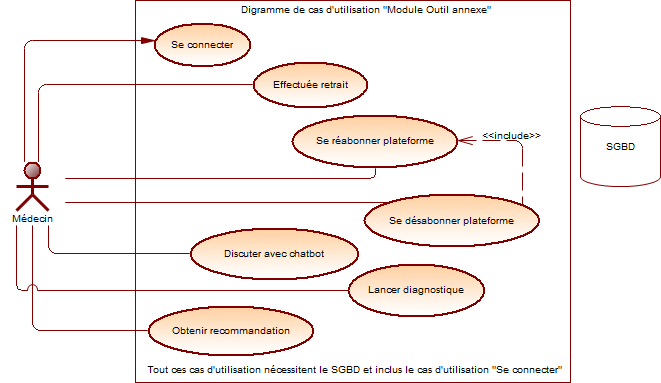 Digramme de cas d'utilisation "Module Outil annexe"
Se connecter
Effectuée retrait
Se réabonner plateforme
<<include>>
SGBD
Médecin
Se désabonner plateforme
Discuter avec chatbot
Lancer diagnostique
Obtenir recommandation
Tout ces cas d'utilisation nécessitent le SGBD et inclus le cas d'utilisation "Se connecter"